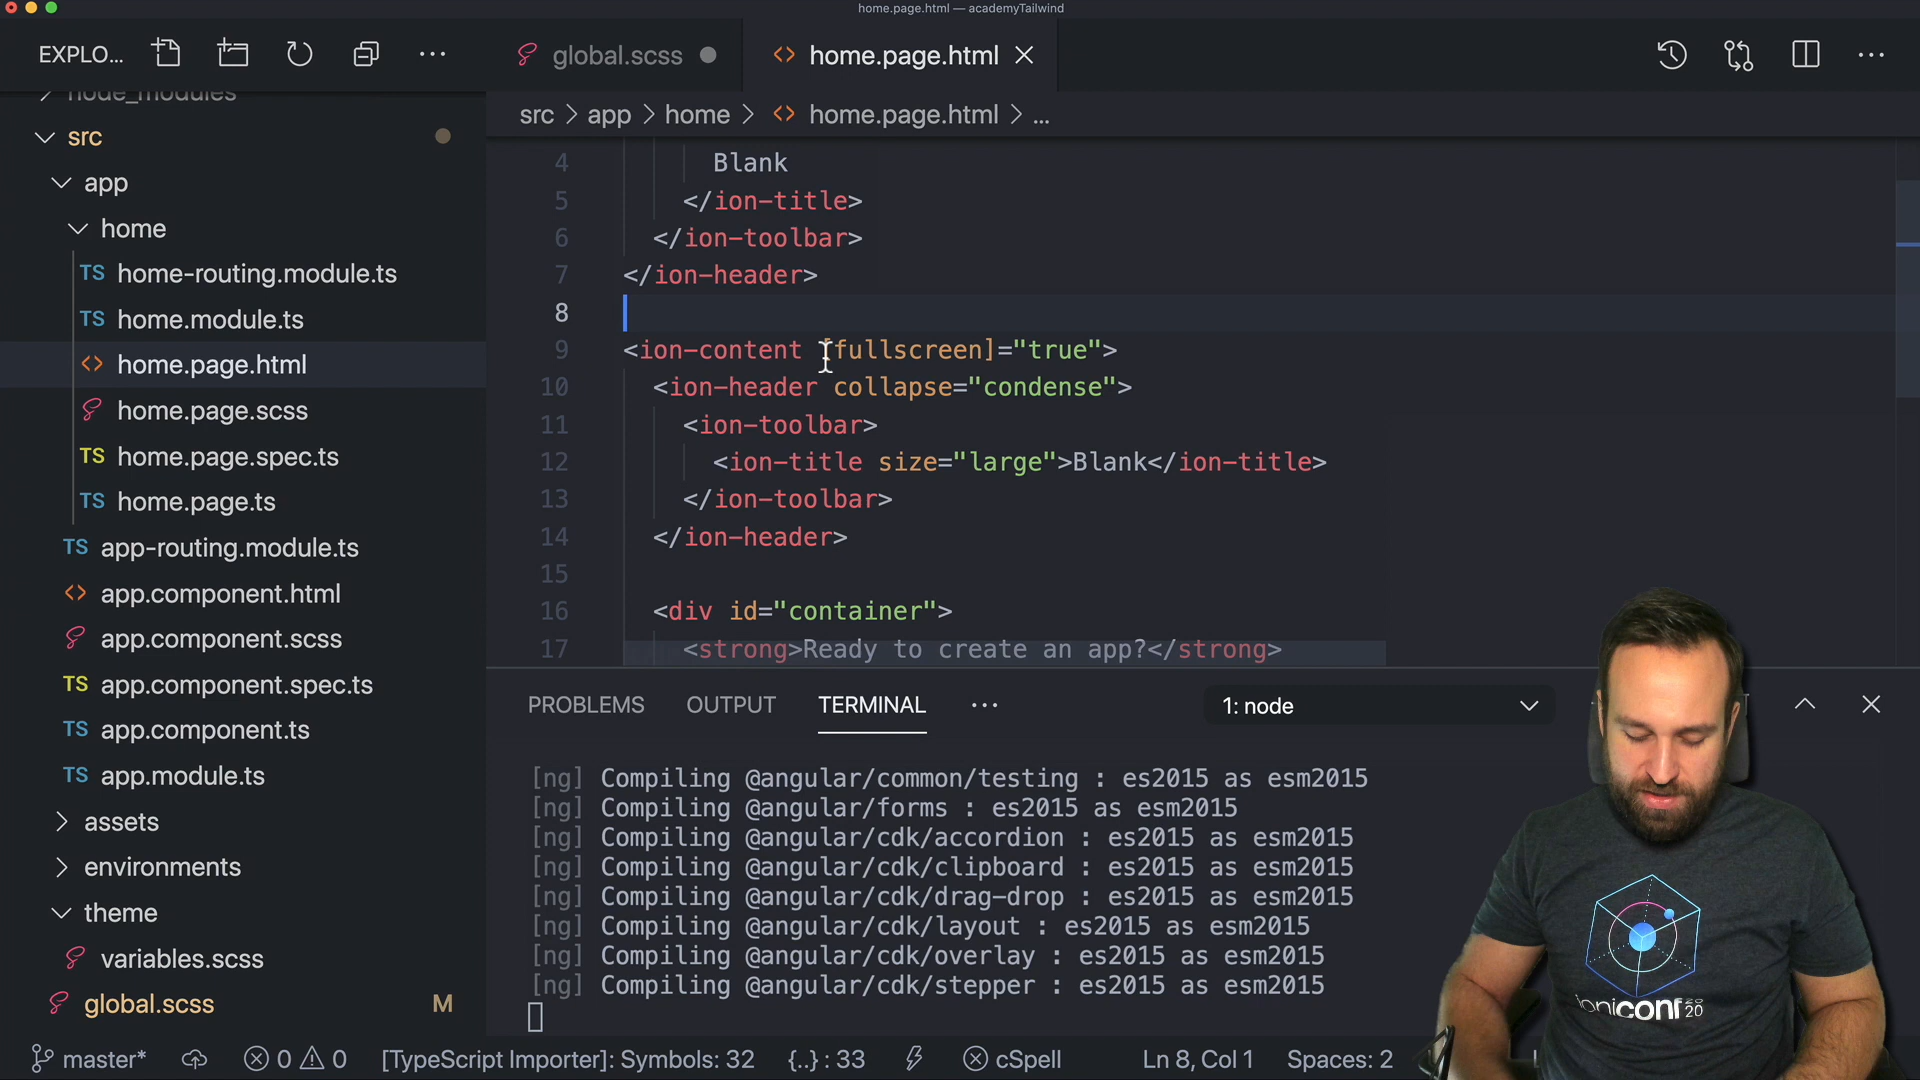 home.page.html — academyTailwind
EXPLO...
global.scss
home.page.html
src > app > home > home.page.html > ...
node_modules
src
app
home
TS home-routing.module.ts
TS home.module.ts
<> home.page.html
home.page.scss
TS home.page.spec.ts
TS home.page.ts
TS app-routing.module.ts
<> app.component.html
app.component.scss
TS app.component.spec.ts
TS app.component.ts
TS app.module.ts
assets
environments
theme
variables.scss
global.scss M
4 Blank
5 </ion-title>
6 </ion-toolbar>
7 </ion-header>
8
9 <ion-content [fullscreen]="true">
10 <ion-header collapse="condense">
11 <ion-toolbar>
12 <ion-title size="large">Blank</ion-title>
13 </ion-toolbar>
14 </ion-header>
15
16 <div id="container">
17 <strong>Ready to create an app?</strong>
PROBLEMS OUTPUT TERMINAL ... 1: node
[ng] Compiling @angular/common/testing : es2015 as esm2015
[ng] Compiling @angular/forms : es2015 as esm2015
[ng] Compiling @angular/cdk/accordion : es2015 as esm2015
[ng] Compiling @angular/cdk/clipboard : es2015 as esm2015
[ng] Compiling @angular/cdk/drag-drop : es2015 as esm2015
[ng] Compiling @angular/cdk/layout : es2015 as esm2015
[ng] Compiling @angular/cdk/overlay : es2015 as esm2015
[ng] Compiling @angular/cdk/stepper : es2015 as esm2015
ioniconf 20 20
master* 0 0 [TypeScript Importer]: Symbols: 32 {..} : 33 cSpell Ln 8, Col 1 Spaces: 2